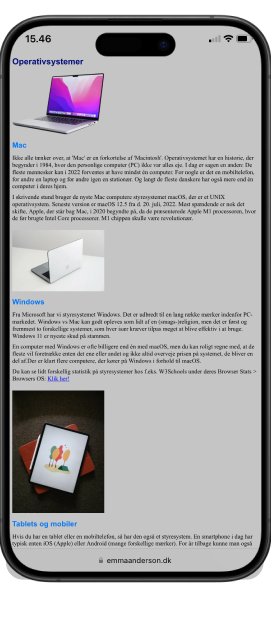 15.46
Operativsystemer
Mac
Ikke alle tænker over, at 'Mac' er en forkortelse af 'Macintosh'. Operativsystemet har en historie, der
begynder i 1984, hvor den personlige computer (PC) ikke var alles eje. I dag er sagen en anden: De
fleste mennesker kan i 2022 forventes at have mindst én computer. For nogle er det en mobiltelefon,
for andre en laptop og for andre igen en stationær. Og langt de fleste danskere har også mere end én
computer i deres hjem.
I skrivende stund bruger de nyste Mac computere styresystemet macOS, der er et UNIX
operativsystem. Seneste version er macOS 12.5 fra d. 20. juli, 2022. Mest spændende er nok det
skifte, Apple, der står bag Mac, i 2020 begyndte på, da de præsenterede Apple M1 processoren, hvor
de før brugte Intel Core processorer. M1 chippen skulle være revolutionær.
Windows
Fra Microsoft har vi styresystemet Windows. Det er udbredt til en lang række mærker indenfor PC-
markedet. Windows vs Mac kan godt opleves som lidt af en (smags-)religion, men det er først og
fremmest to forskellige systemer, som hver især kræver tilpas meget at blive effektiv i at bruge.
Windows 11 er nyeste skud på stammen.
En computer med Windows er ofte billigere end én med macOS, men du kan roligt regne med, at de
fleste vil foretrække enten det ene eller andet og ikke altid overveje prisen på systemet, de bliver en
del af.Der er klart flere computere, der kører på Windows i forhold til macOS.
Du kan se lidt forskellig statistik på styresystemer hos f.eks. W3Schools under deres Browser Stats >
Browsers OS: Klik her!
Tablets og mobiler
Hvis du har en tablet eller en mobiltelefon, så har den også et styresystem. En smartphone i dag har
typisk enten iOS (Apple) eller Android (mange forskellige mærker). For år tilbage kunne man også
emmaanderson.dk